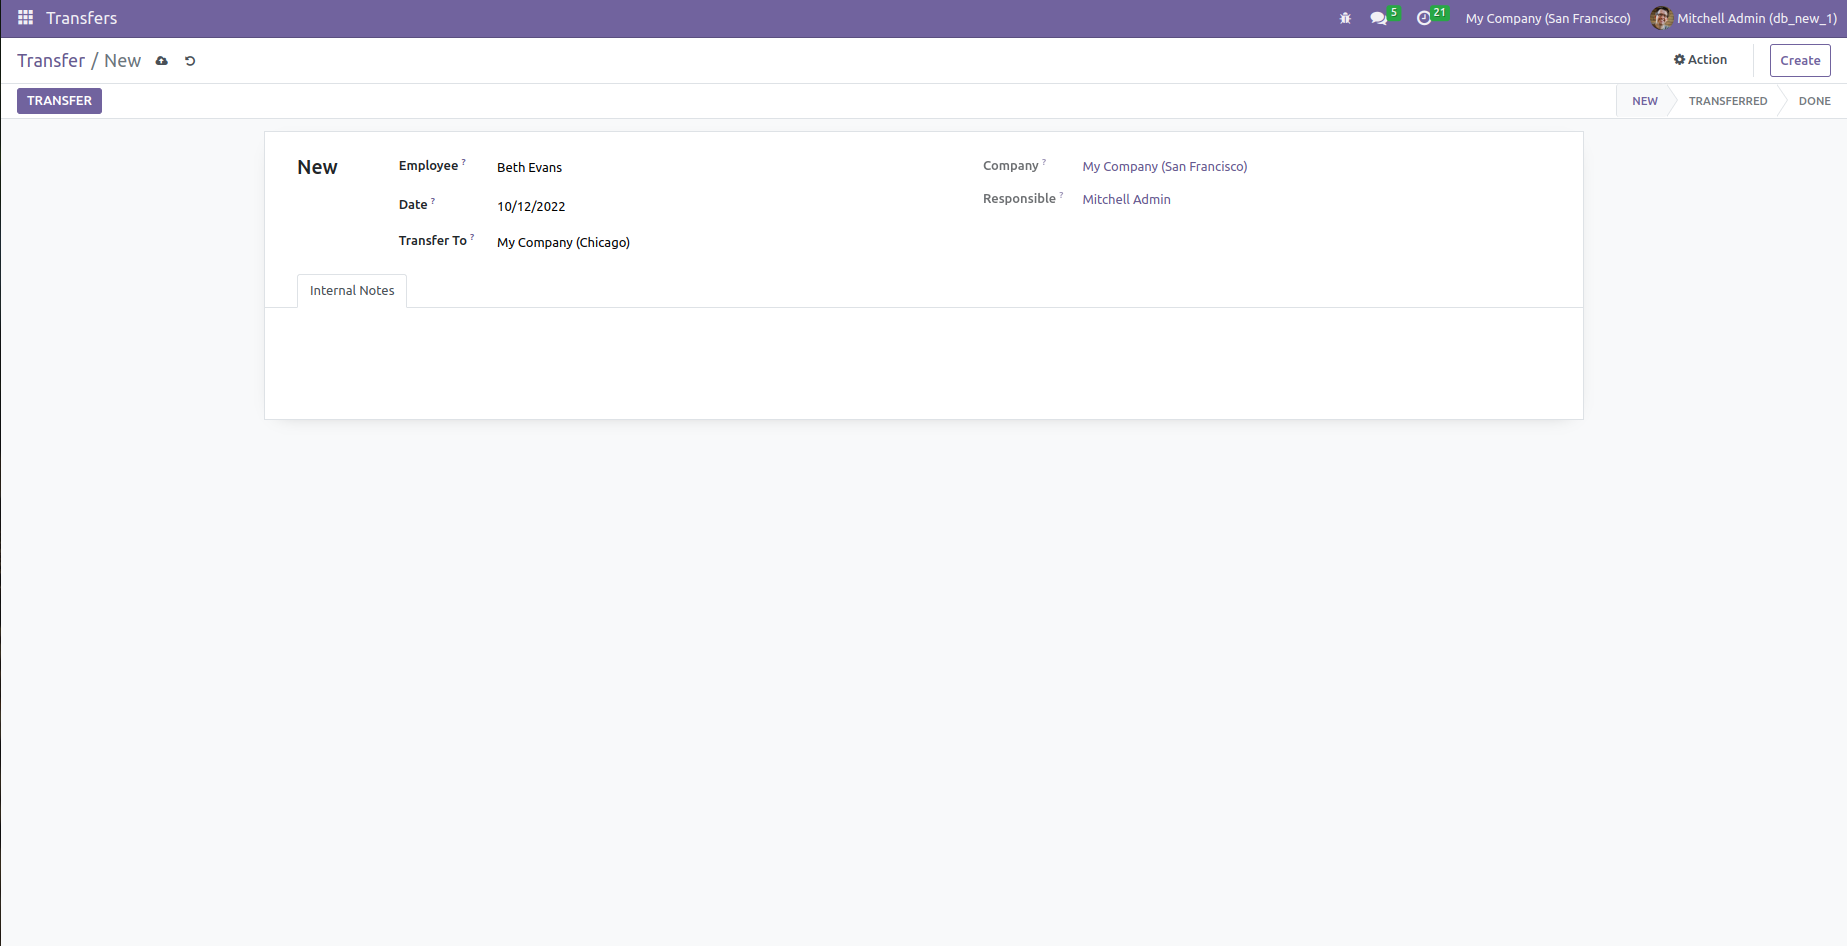 Transfers 5 21 My Company (San Francisco) Mitchell Admin (db_new_1)
Transfer / New Action Create
TRANSFER NEW TRANSFERRED DONE
New Employee ? Beth Evans Company ? My Company (San Francisco)
Date ? 10/12/2022 Responsible ? Mitchell Admin
Transfer To ? My Company (Chicago)
Internal Notes